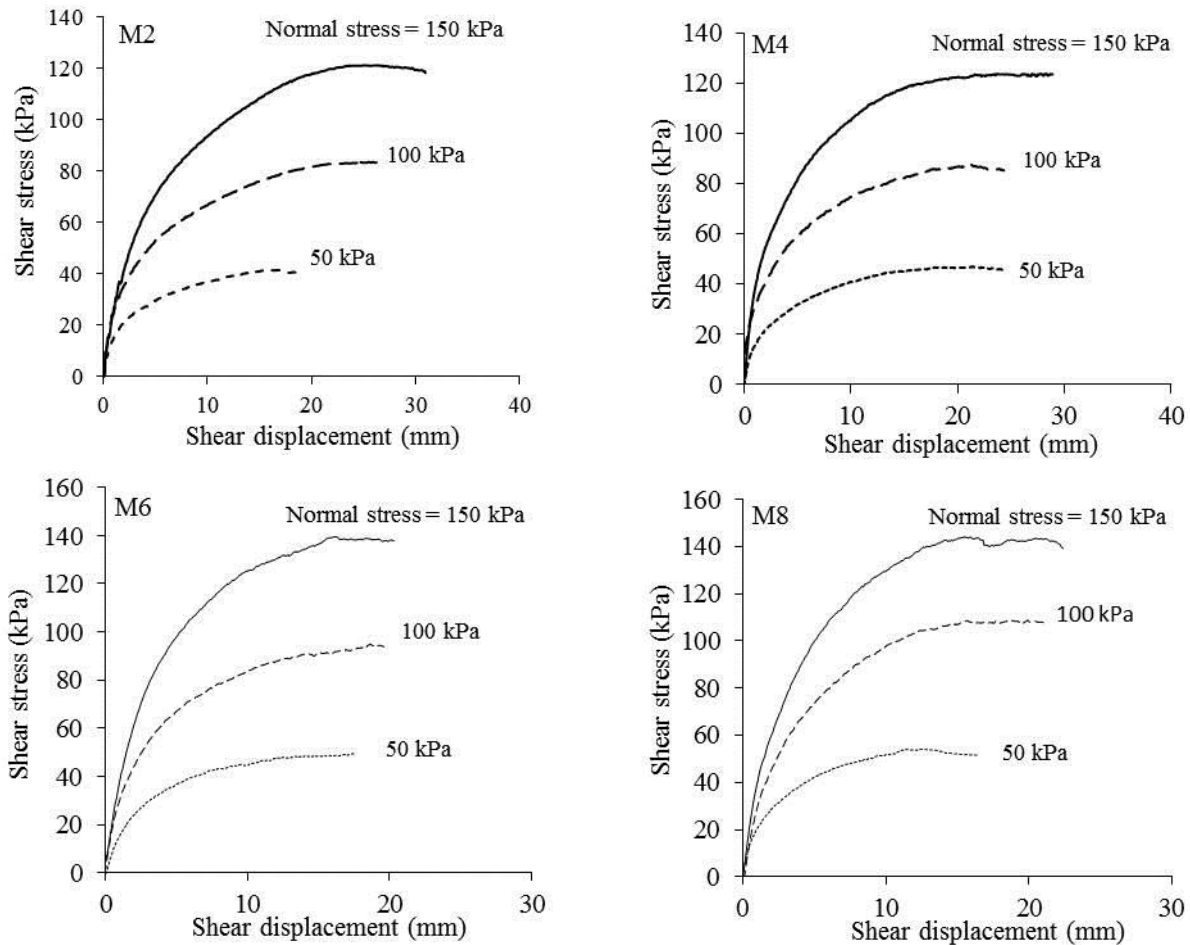 M2
Normal stress = 150 kPa
100 kPa
50 kPa
Shear stress (kPa)
140
120
100
80
60
40
20
0
0 10 20 30 40
Shear displacement (mm)
M4
Normal stress = 150 kPa
100 kPa
50 kPa
Shear stress (kPa)
140
120
100
80
60
40
20
0
0 10 20 30 40
Shear displacement (mm)
M6
Normal stress = 150 kPa
100 kPa
50 kPa
Shear stress (kPa)
160
140
120
100
80
60
40
20
0
0 10 20 30
Shear displacement (mm)
M8
Normal stress = 150 kPa
100 kPa
50 kPa
Shear stress (kPa)
160
140
120
100
80
60
40
20
0
0 10 20 30
Shear displacement (mm)